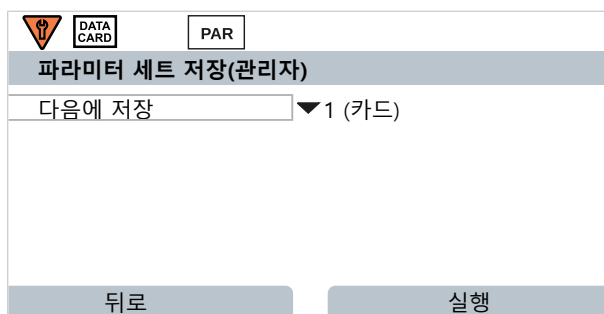 DATA
CARD
PAR
파라미터 세트 저장(관리자)
다음에 저장 1 (카드)
뒤로 실행